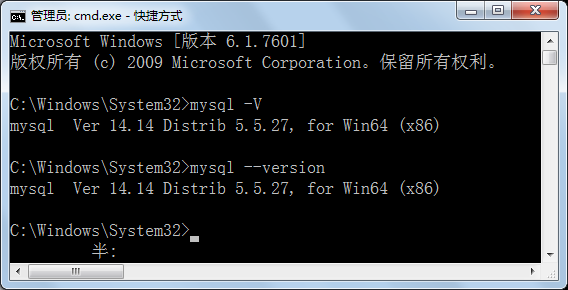 管理员: cmd.exe - 快捷方式
Microsoft Windows [版本 6.1.7601]
版权所有 (c) 2009 Microsoft Corporation。保留所有权利。
C:\Windows\System32>mysql -V
mysql  Ver 14.14 Distrib 5.5.27, for Win64 (x86)
C:\Windows\System32>mysql --version
mysql  Ver 14.14 Distrib 5.5.27, for Win64 (x86)
C:\Windows\System32>
半: